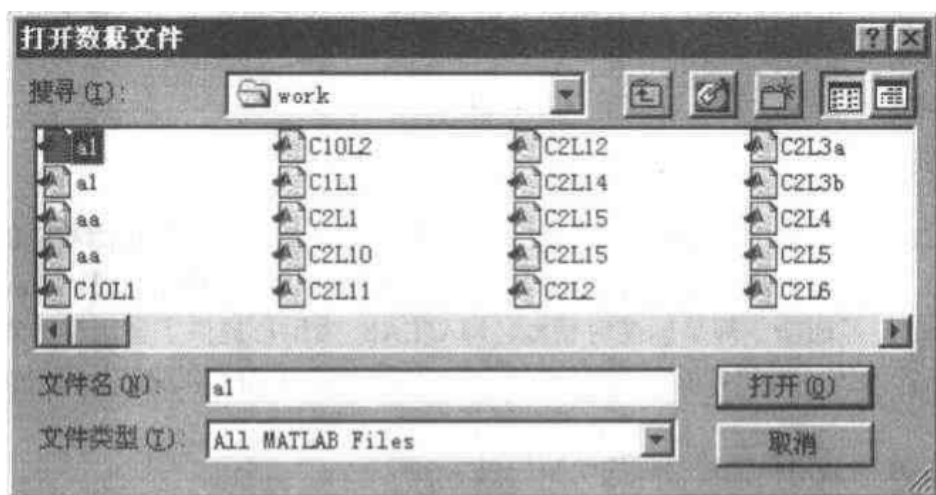 打开数据文件
搜寻(I): work
a1 C10L2 C2L12 C2L3a
a1 C1L1 C2L14 C2L3b
aa C2L1 C2L15 C2L4
aa C2L10 C2L15 C2L5
C10L1 C2L11 C2L2 C2L6
文件名(N): a1 打开(O)
文件类型(T): All MATLAB Files 取消